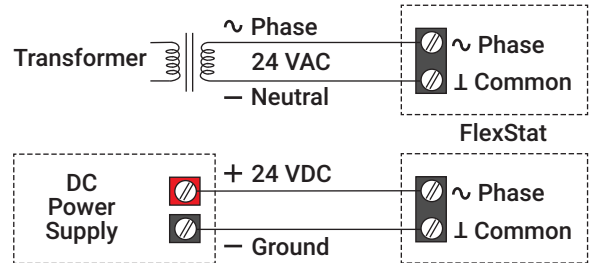 Transformer
∿ Phase
24 VAC
− Neutral
∿ Phase
⊥ Common
FlexStat
DC
Power
Supply
+ 24 VDC
− Ground
∿ Phase
⊥ Common